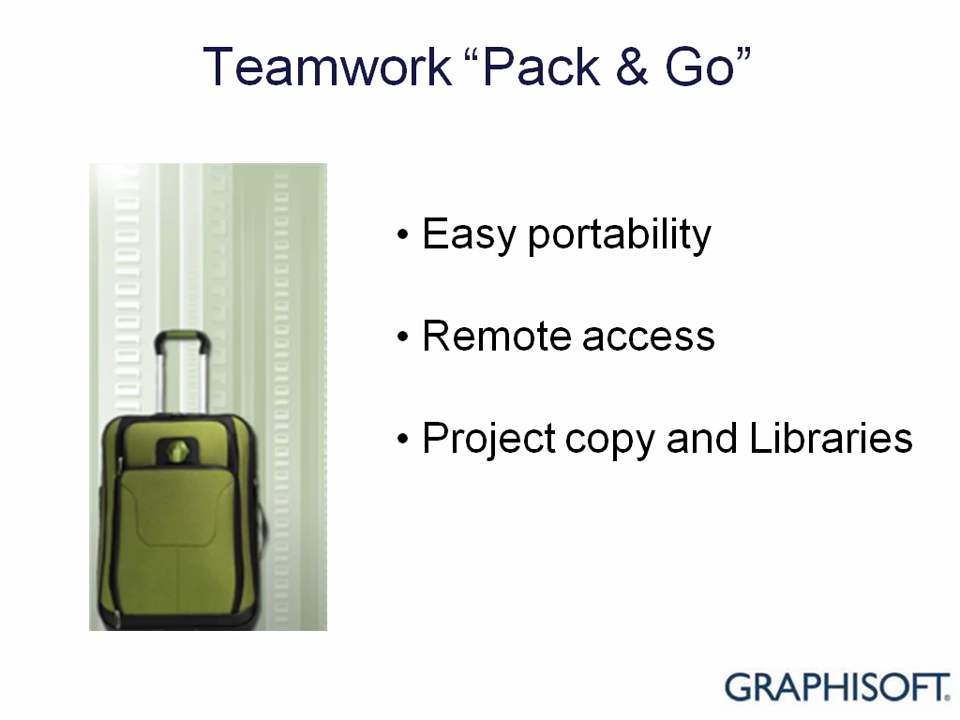 Teamwork “Pack & Go”
• Easy portability
• Remote access
• Project copy and Libraries
GRAPHISOFT.